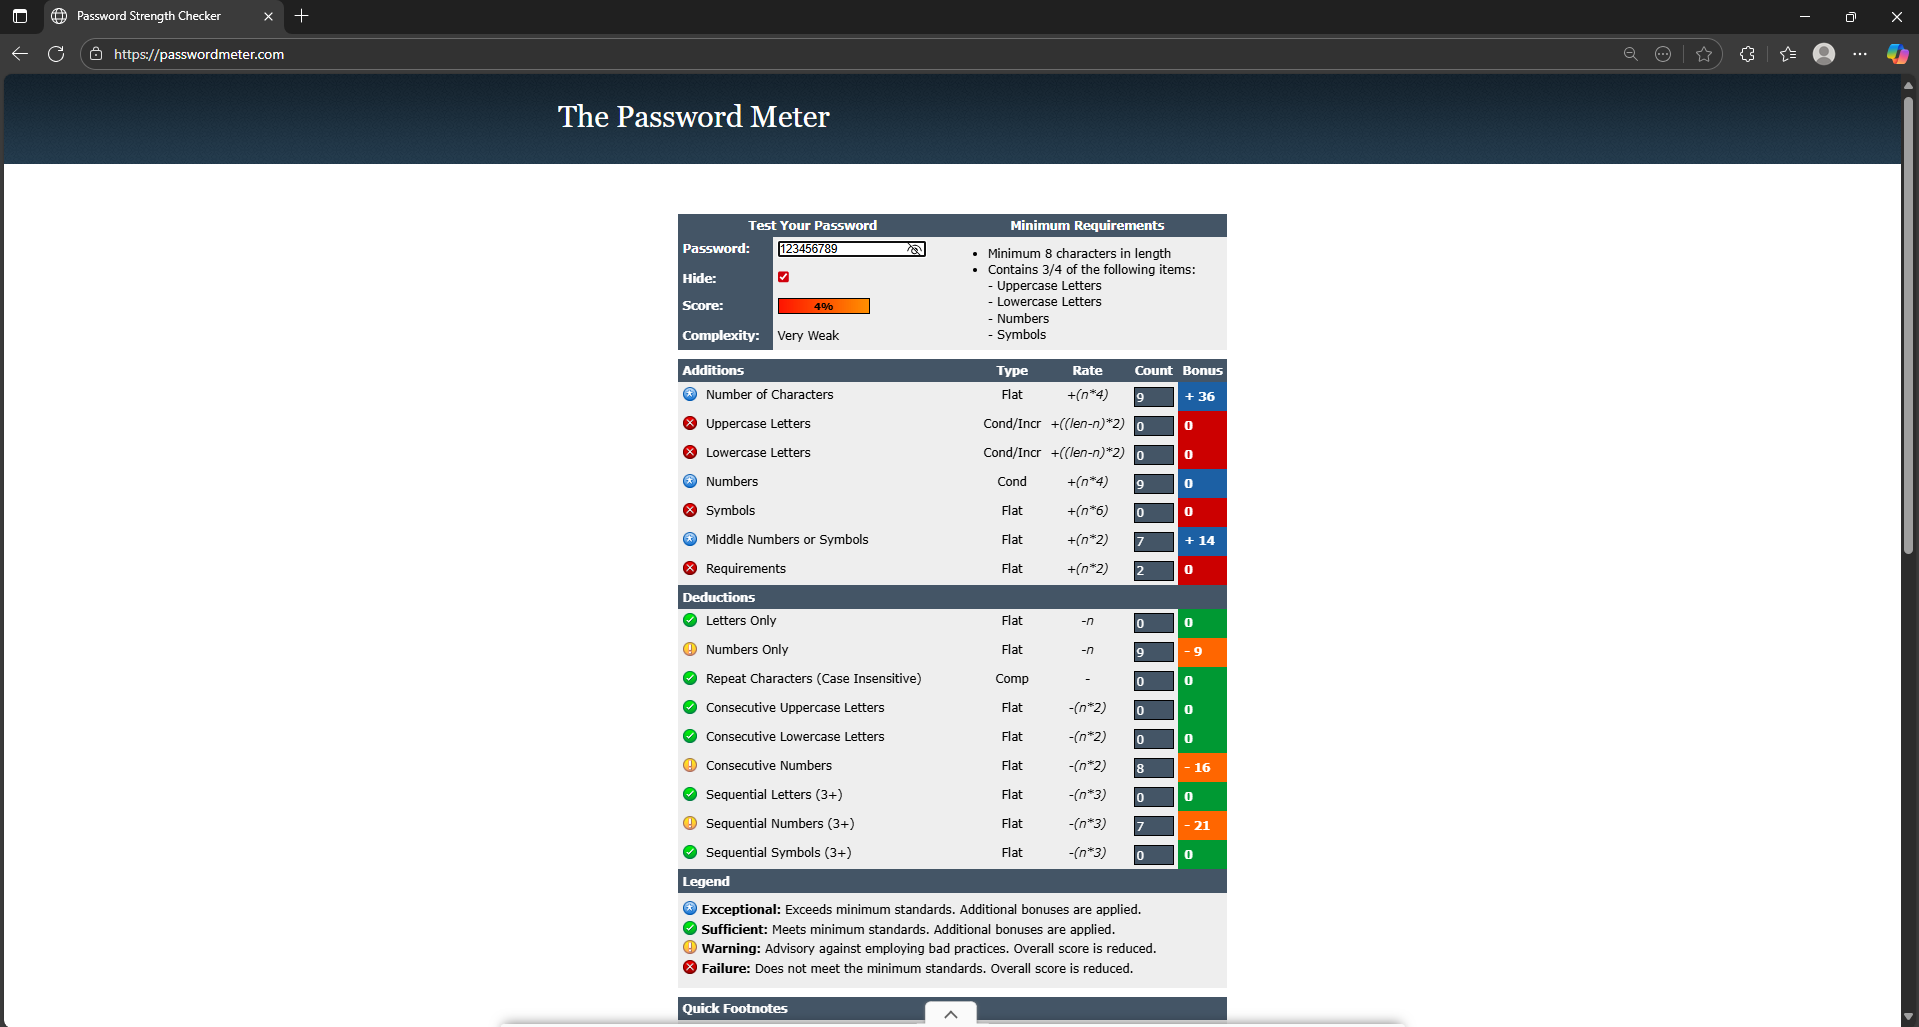 Password Strength Checker
https://passwordmeter.com
The Password Meter
Test Your Password
Minimum Requirements
Password: 123456789
Hide:
Score: 4%
Complexity: Very Weak
• Minimum 8 characters in length
• Contains 3/4 of the following items:
- Uppercase Letters
- Lowercase Letters
- Numbers
- Symbols
Additions Type Rate Count Bonus
Number of Characters Flat +(n*4) 9 + 36
Uppercase Letters Cond/Incr +((len-n)*2) 0 0
Lowercase Letters Cond/Incr +((len-n)*2) 0 0
Numbers Cond +(n*4) 9 0
Symbols Flat +(n*6) 0 0
Middle Numbers or Symbols Flat +(n*2) 7 + 14
Requirements Flat +(n*2) 2 0
Deductions
Letters Only Flat -n 0 0
Numbers Only Flat -n 9 - 9
Repeat Characters (Case Insensitive) Comp - 0 0
Consecutive Uppercase Letters Flat -(n*2) 0 0
Consecutive Lowercase Letters Flat -(n*2) 0 0
Consecutive Numbers Flat -(n*2) 8 - 16
Sequential Letters (3+) Flat -(n*3) 0 0
Sequential Numbers (3+) Flat -(n*3) 7 - 21
Sequential Symbols (3+) Flat -(n*3) 0 0
Legend
Exceptional: Exceeds minimum standards. Additional bonuses are applied.
Sufficient: Meets minimum standards. Additional bonuses are applied.
Warning: Advisory against employing bad practices. Overall score is reduced.
Failure: Does not meet the minimum standards. Overall score is reduced.
Quick Footnotes